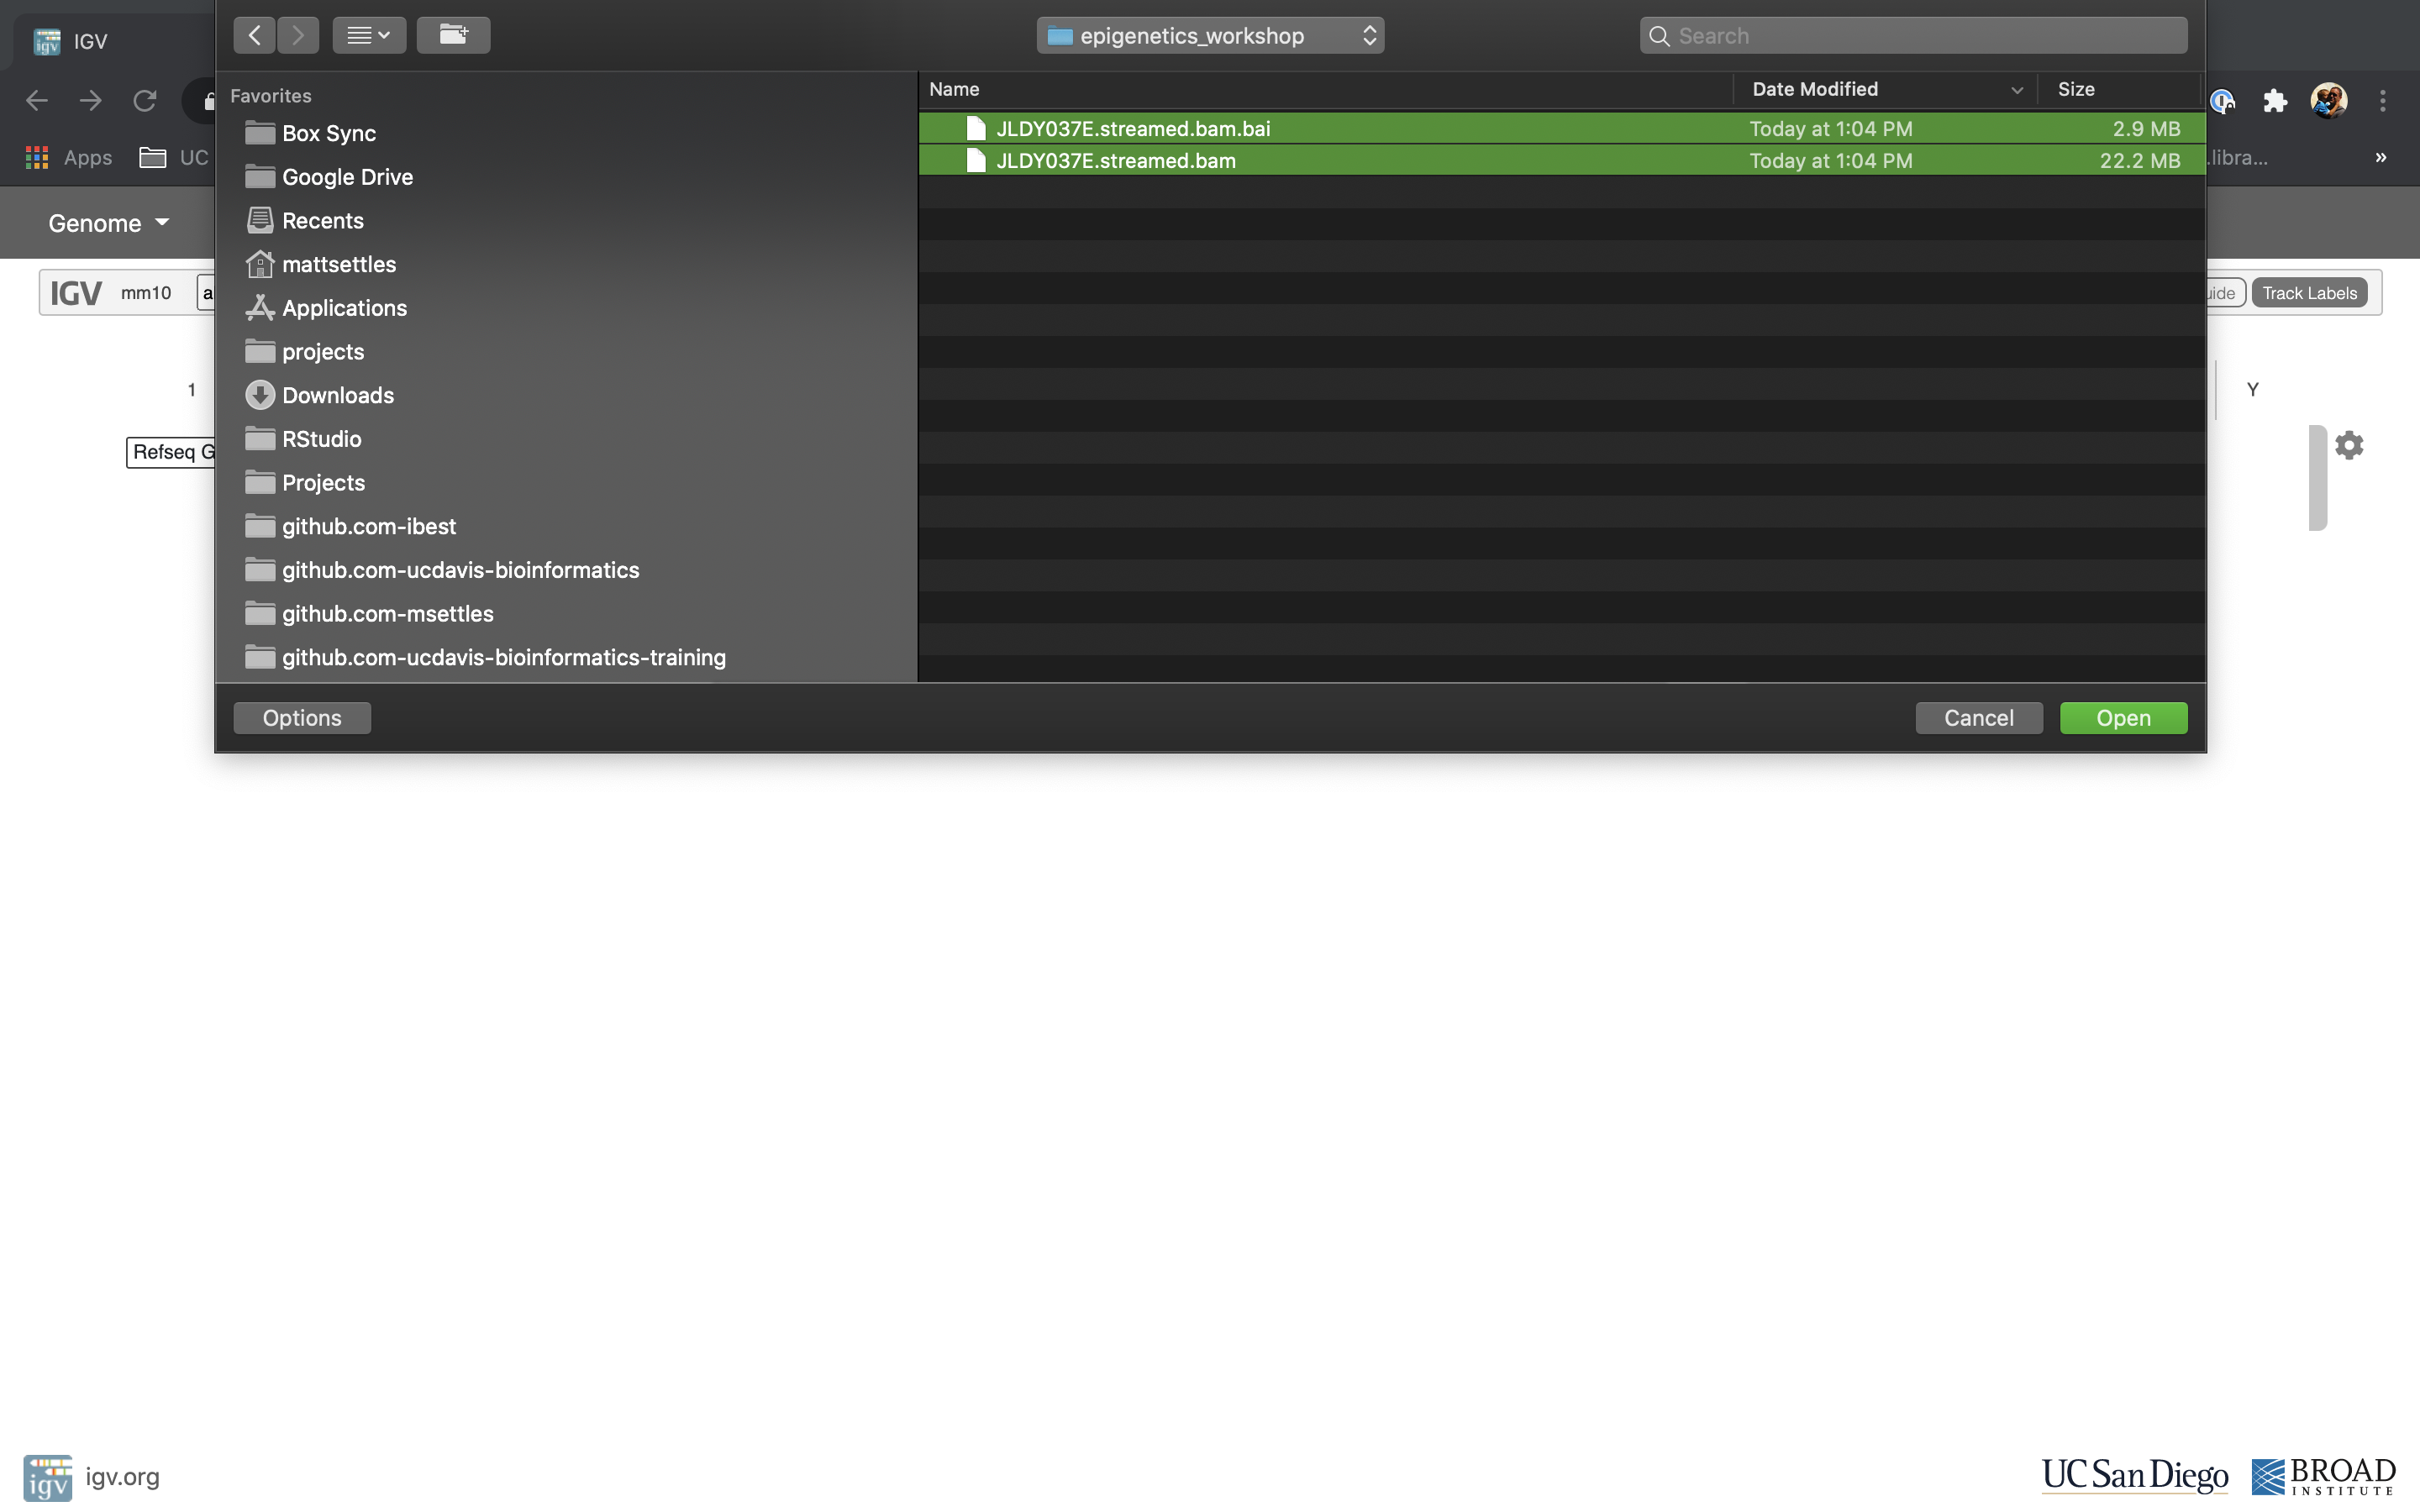 IGV
epigenetics_workshop
Search
Favorites
Name
Date Modified
Size
Box Sync
JLDY037E.streamed.bam.bai
Today at 1:04 PM
2.9 MB
Apps
UC
JLDY037E.streamed.bam
Today at 1:04 PM
22.2 MB
.libra...
»
Google Drive
Genome
Recents
mattsettles
IGV
mm10
a
uide
Track Labels
Applications
projects
1
Downloads
Y
RStudio
Refseq G
Projects
github.com-ibest
github.com-ucdavis-bioinformatics
github.com-msettles
github.com-ucdavis-bioinformatics-training
Options
Cancel
Open
igv
igv.org
UC San Diego
BROAD
INSTITUTE